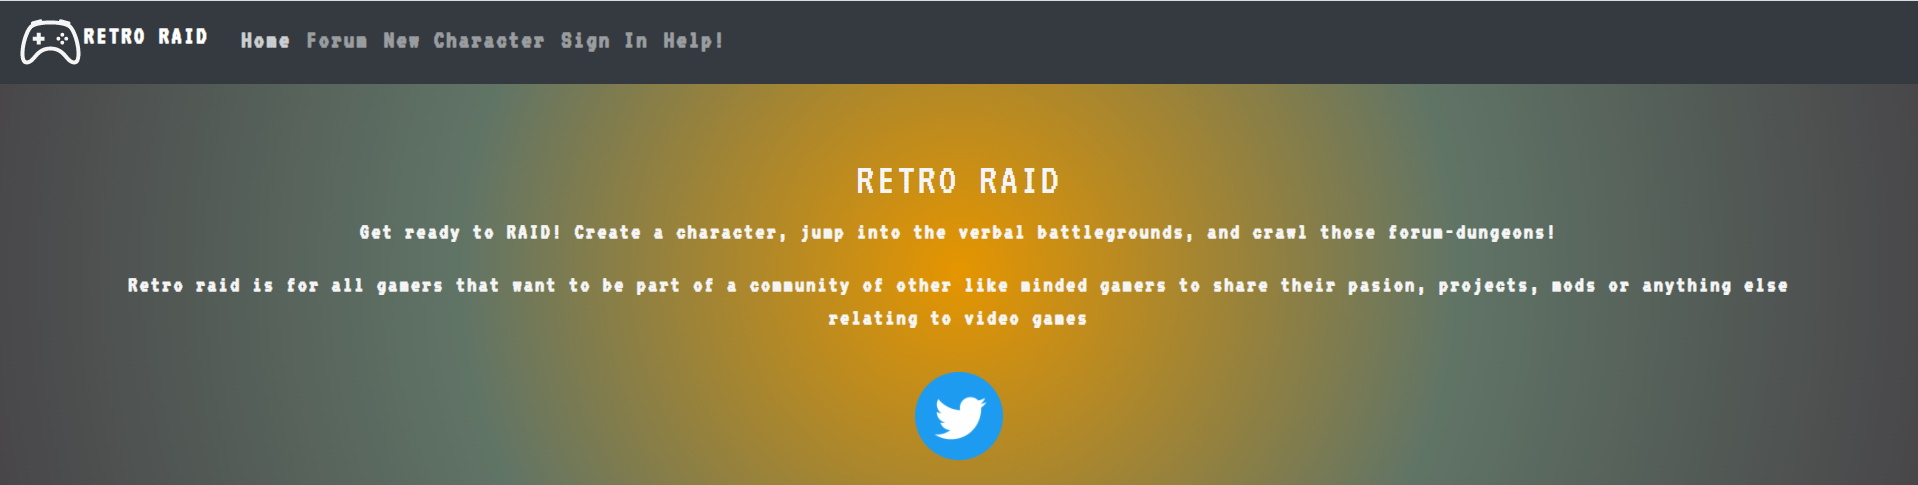 RETRO RAID Home Forum New Character Sign In Help!
RETRO RAID
Get ready to RAID! Create a character, jump into the verbal battlegrounds, and crawl those forum-dungeons!
Retro raid is for all gamers that want to be part of a community of other like minded gamers to share their pasion, projects, mods or anything else
relating to video games